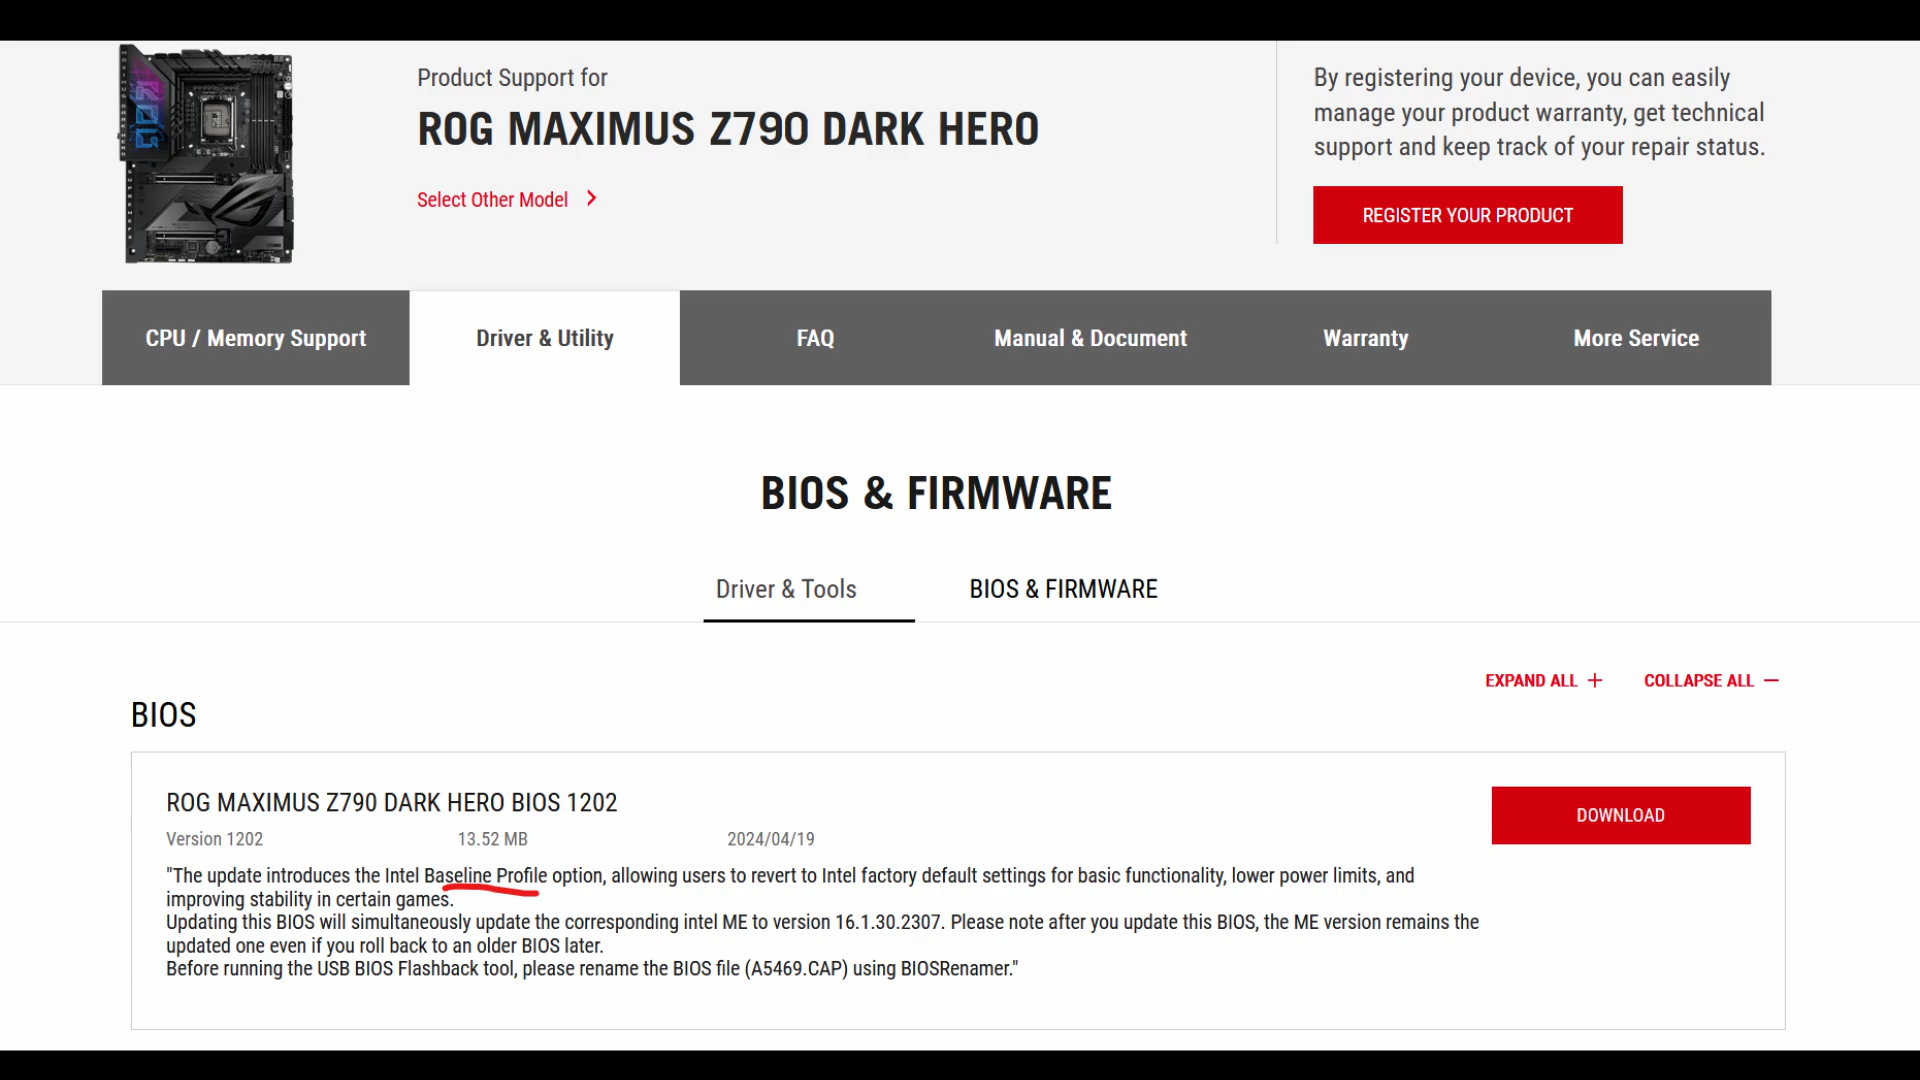 Product Support for
ROG MAXIMUS Z790 DARK HERO
Select Other Model
By registering your device, you can easily
manage your product warranty, get technical
support and keep track of your repair status.
REGISTER YOUR PRODUCT
CPU / Memory Support
Driver & Utility
FAQ
Manual & Document
Warranty
More Service
BIOS & FIRMWARE
Driver & Tools
BIOS & FIRMWARE
EXPAND ALL +
COLLAPSE ALL —
BIOS
ROG MAXIMUS Z790 DARK HERO BIOS 1202
Version 1202
13.52 MB
2024/04/19
DOWNLOAD
"The update introduces the Intel Baseline Profile option, allowing users to revert to Intel factory default settings for basic functionality, lower power limits, and
improving stability in certain games.
Updating this BIOS will simultaneously update the corresponding intel ME to version 16.1.30.2307. Please note after you update this BIOS, the ME version remains the
updated one even if you roll back to an older BIOS later.
Before running the USB BIOS Flashback tool, please rename the BIOS file (A5469.CAP) using BIOSRenamer."